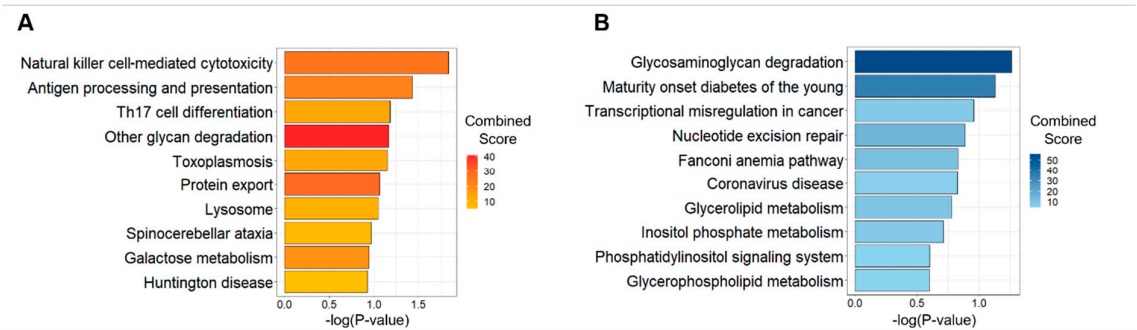 A
Natural killer cell-mediated cytotoxicity
Antigen processing and presentation
Th17 cell differentiation
Other glycan degradation
Toxoplasmosis
Protein export
Lysosome
Spinocerebellar ataxia
Galactose metabolism
Huntington disease
0.0 0.5 1.0 1.5
-log(P-value)
Combined
Score
40
30
20
10
B
Glycosaminoglycan degradation
Maturity onset diabetes of the young
Transcriptional misregulation in cancer
Nucleotide excision repair
Fanconi anemia pathway
Coronavirus disease
Glycerolipid metabolism
Inositol phosphate metabolism
Phosphatidylinositol signaling system
Glycerophospholipid metabolism
0.0 0.5 1.0
-log(P-value)
Combined
Score
50
40
30
20
10